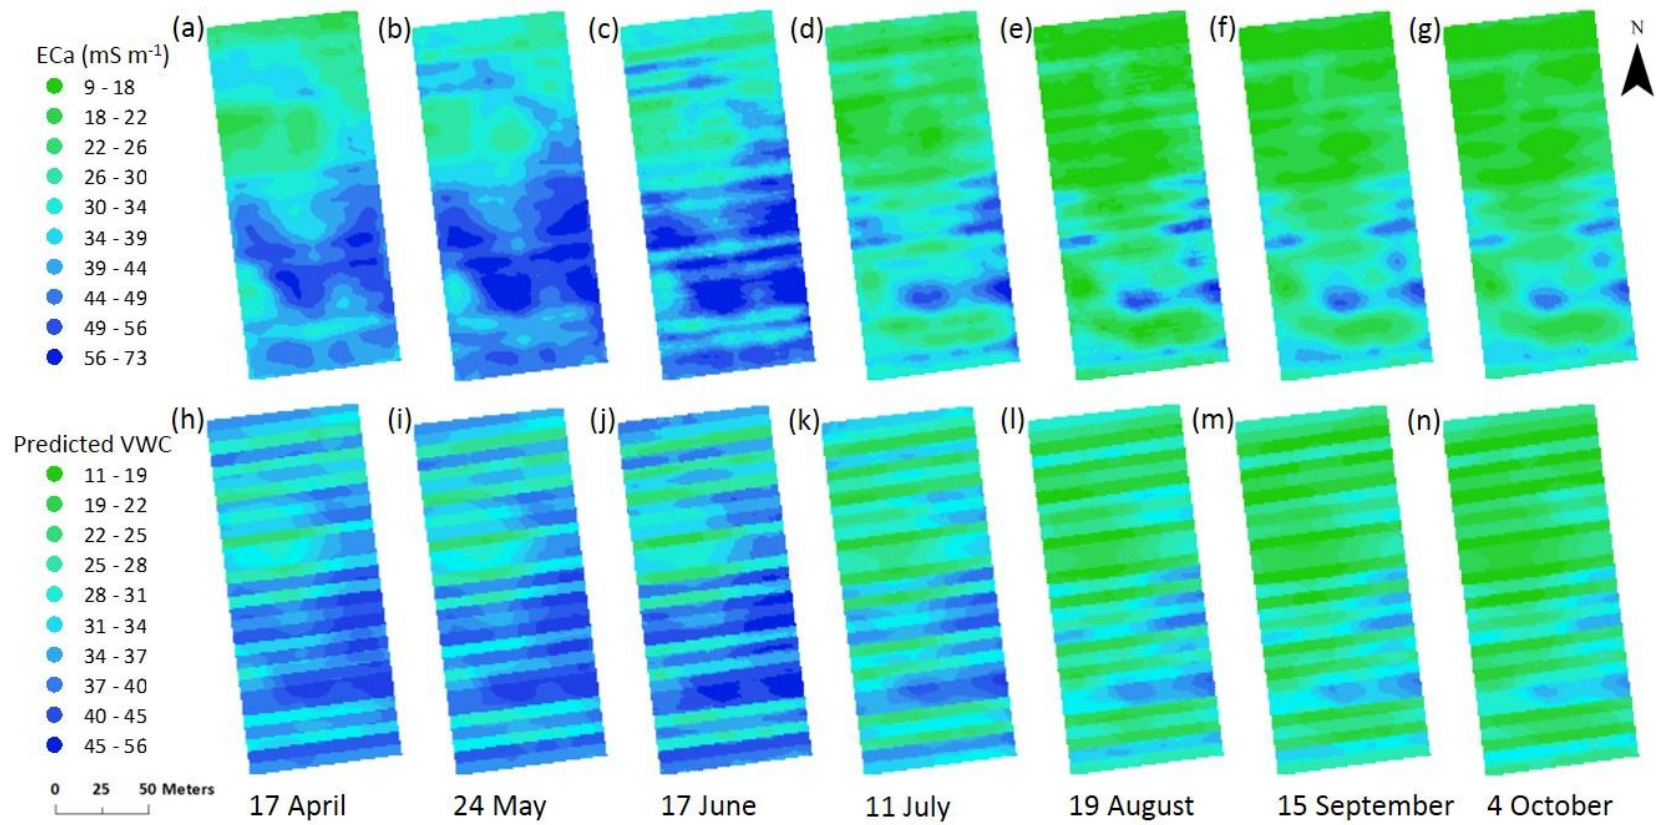 (a) (b) (c) (d) (e) (f) (g)
N
ECa (mS m⁻¹)
9 - 18
18 - 22
22 - 26
26 - 30
30 - 34
34 - 39
39 - 44
44 - 49
49 - 56
56 - 73
(h) (i) (j) (k) (l) (m) (n)
Predicted VWC
11 - 19
19 - 22
22 - 25
25 - 28
28 - 31
31 - 34
34 - 37
37 - 40
40 - 45
45 - 56
0 25 50 Meters
17 April 24 May 17 June 11 July 19 August 15 September 4 October